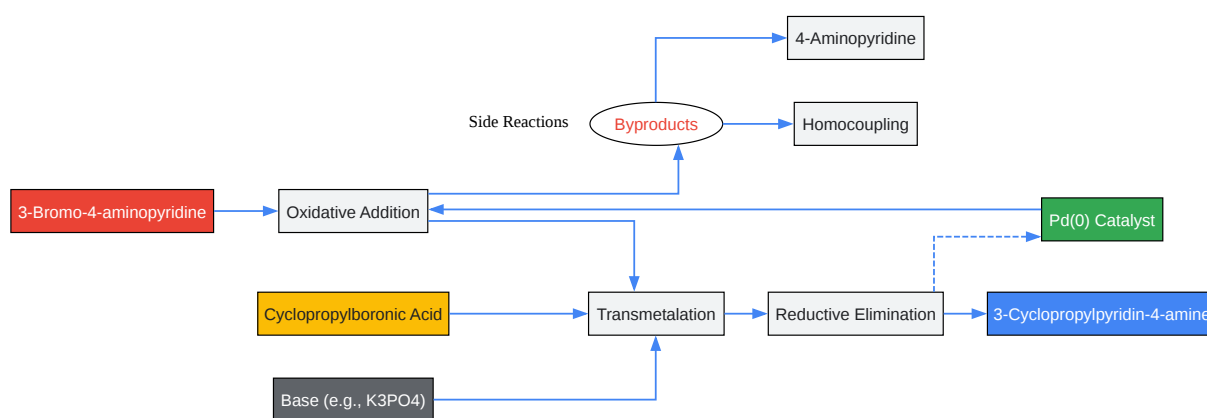 4-Aminopyridine
Side Reactions
Byproducts
Homocoupling
3-Bromo-4-aminopyridine
Oxidative Addition
Pd(0) Catalyst
Cyclopropylboronic Acid
Transmetalation
Reductive Elimination
3-Cyclopropylpyridin-4-amine
Base (e.g., K3PO4)